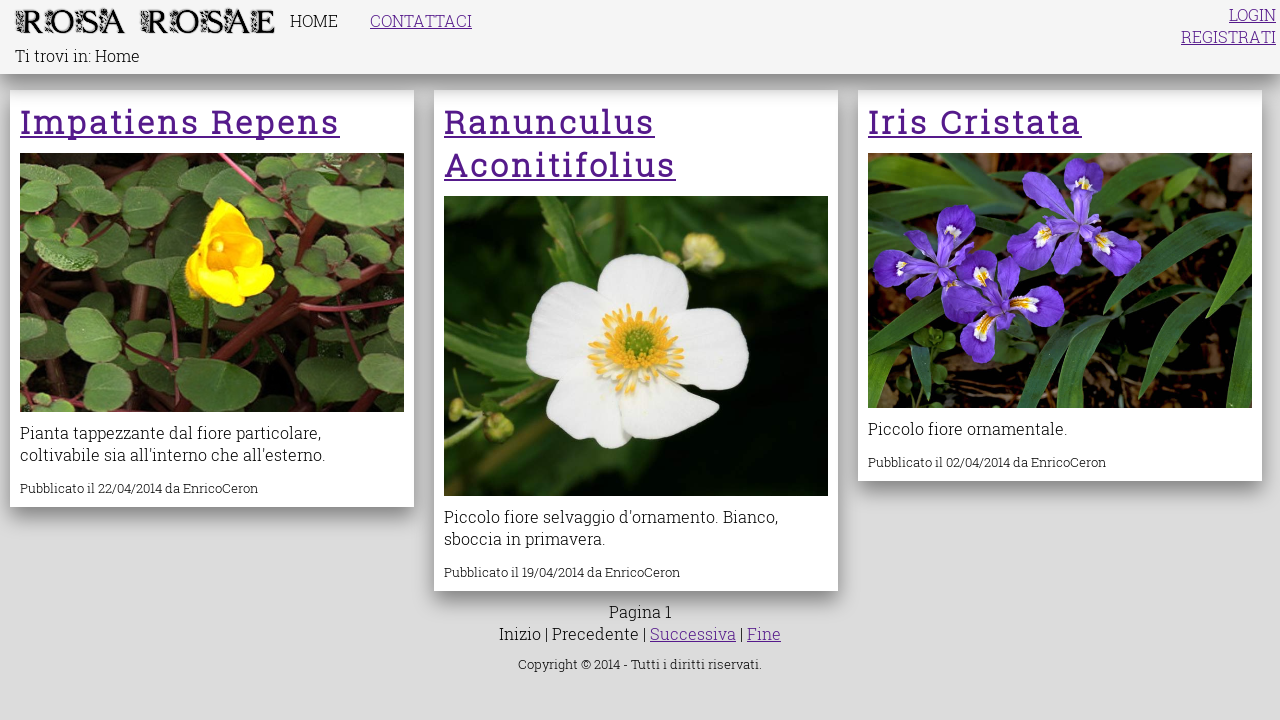 ROSA ROSAE
HOME
CONTATTACI
LOGIN
REGISTRATI
Ti trovi in: Home
Impatiens Repens
Pianta tappezzante dal fiore particolare,
coltivabile sia all'interno che all'esterno.
Pubblicato il 22/04/2014 da EnricoCeron
Ranunculus
Aconitifolius
Piccolo fiore selvaggio d'ornamento. Bianco,
sboccia in primavera.
Pubblicato il 19/04/2014 da EnricoCeron
Iris Cristata
Piccolo fiore ornamentale.
Pubblicato il 02/04/2014 da EnricoCeron
Pagina 1
Inizio | Precedente | Successiva | Fine
Copyright © 2014 - Tutti i diritti riservati.